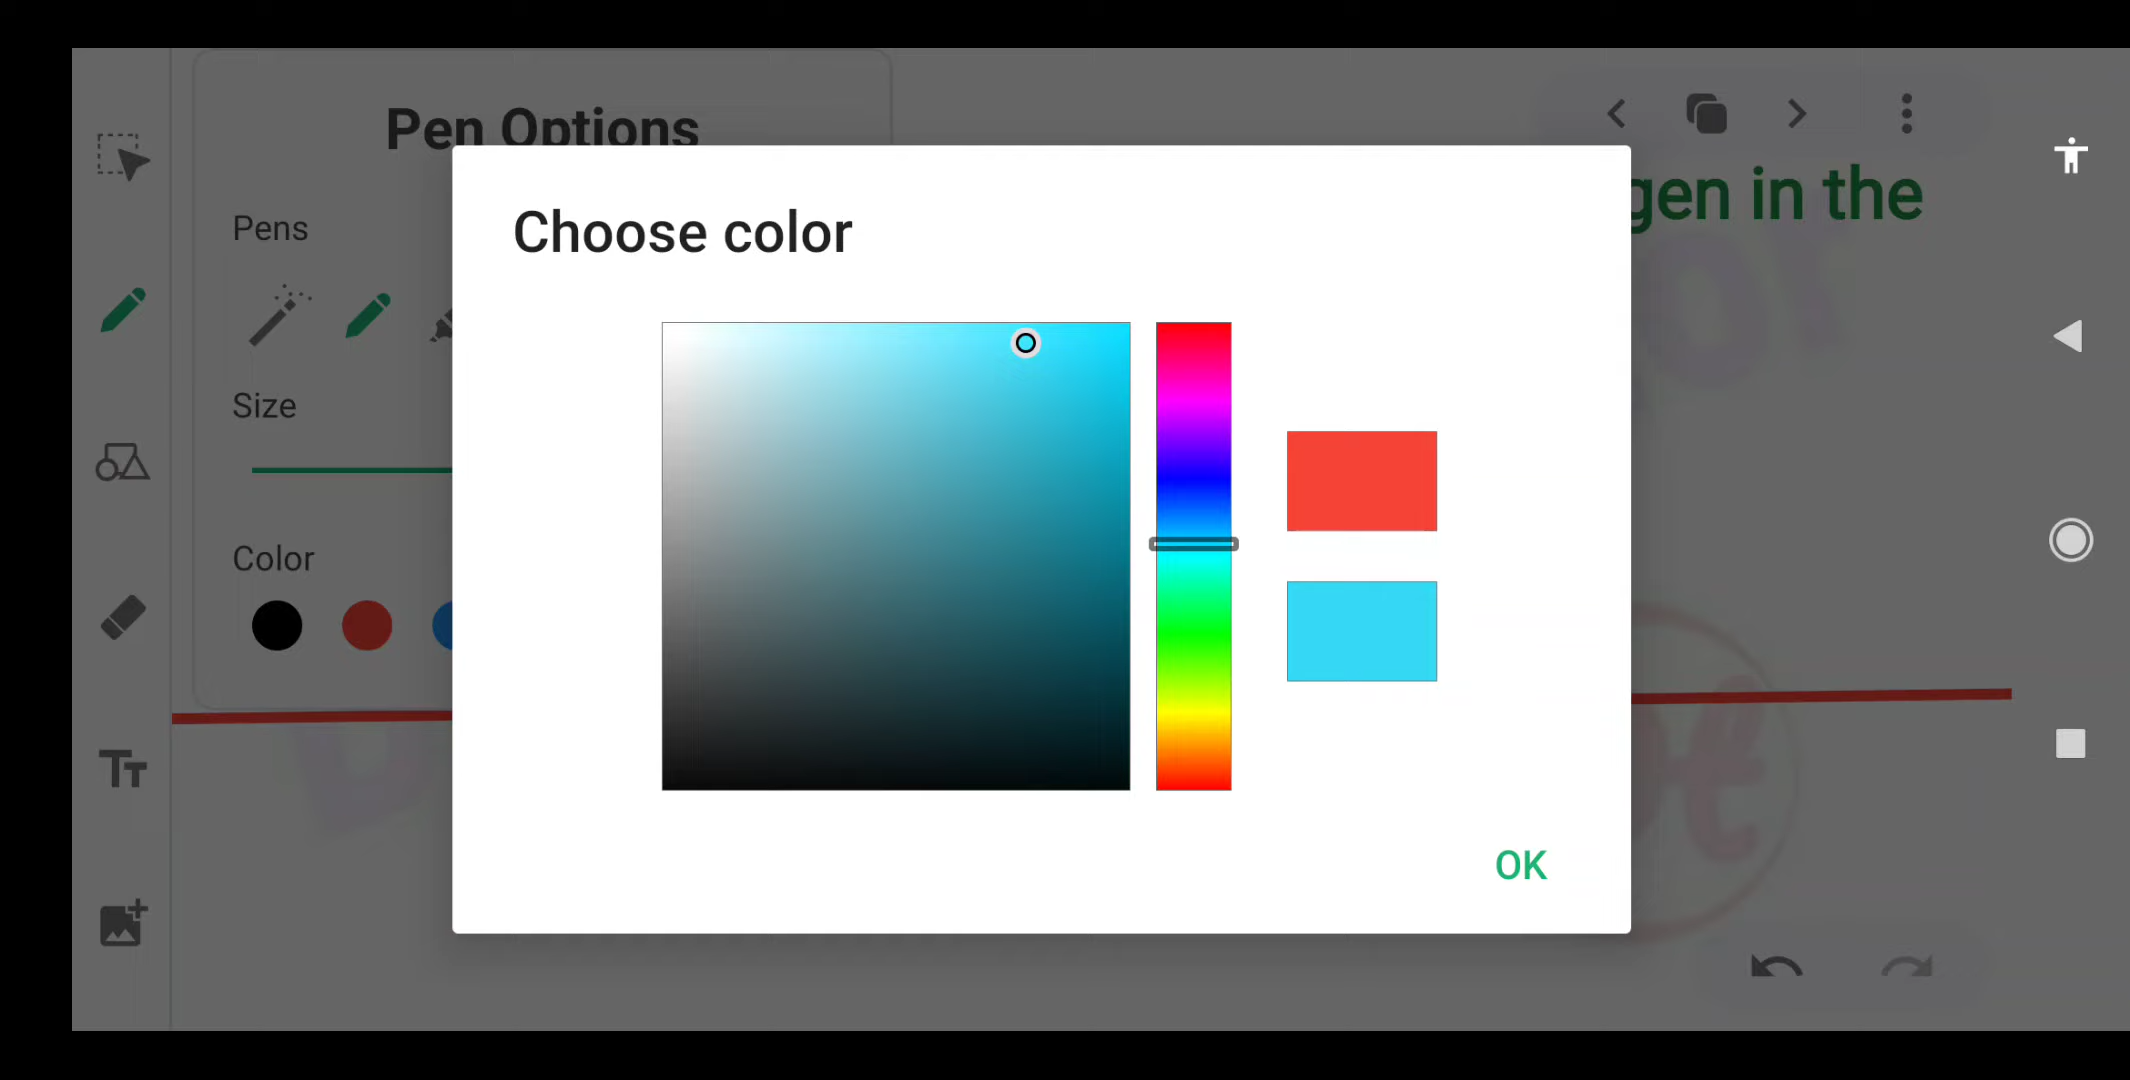 Pen Options
gen in the
Choose color
Pens
Size
Color
OK